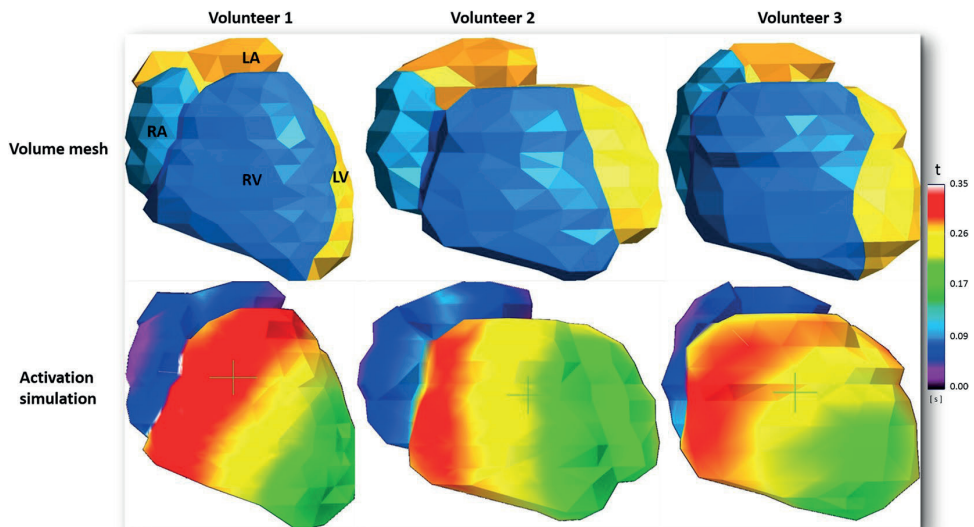 Volunteer 1 Volunteer 2 Volunteer 3
LA
RA
Volume mesh
RV
LV
t
0.35
0.26
0.17
0.09
0.00
[s]
Activation
simulation